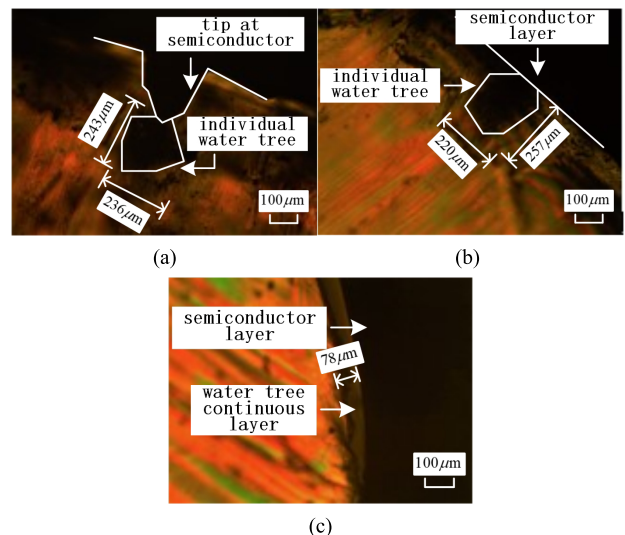 tip at
semiconductor
243μm
individual
water tree
236μm
100μm
(a)
semiconductor
layer
individual
water tree
220μm
257μm
100μm
(b)
semiconductor
layer
78μm
water tree
continuous
layer
100μm
(c)